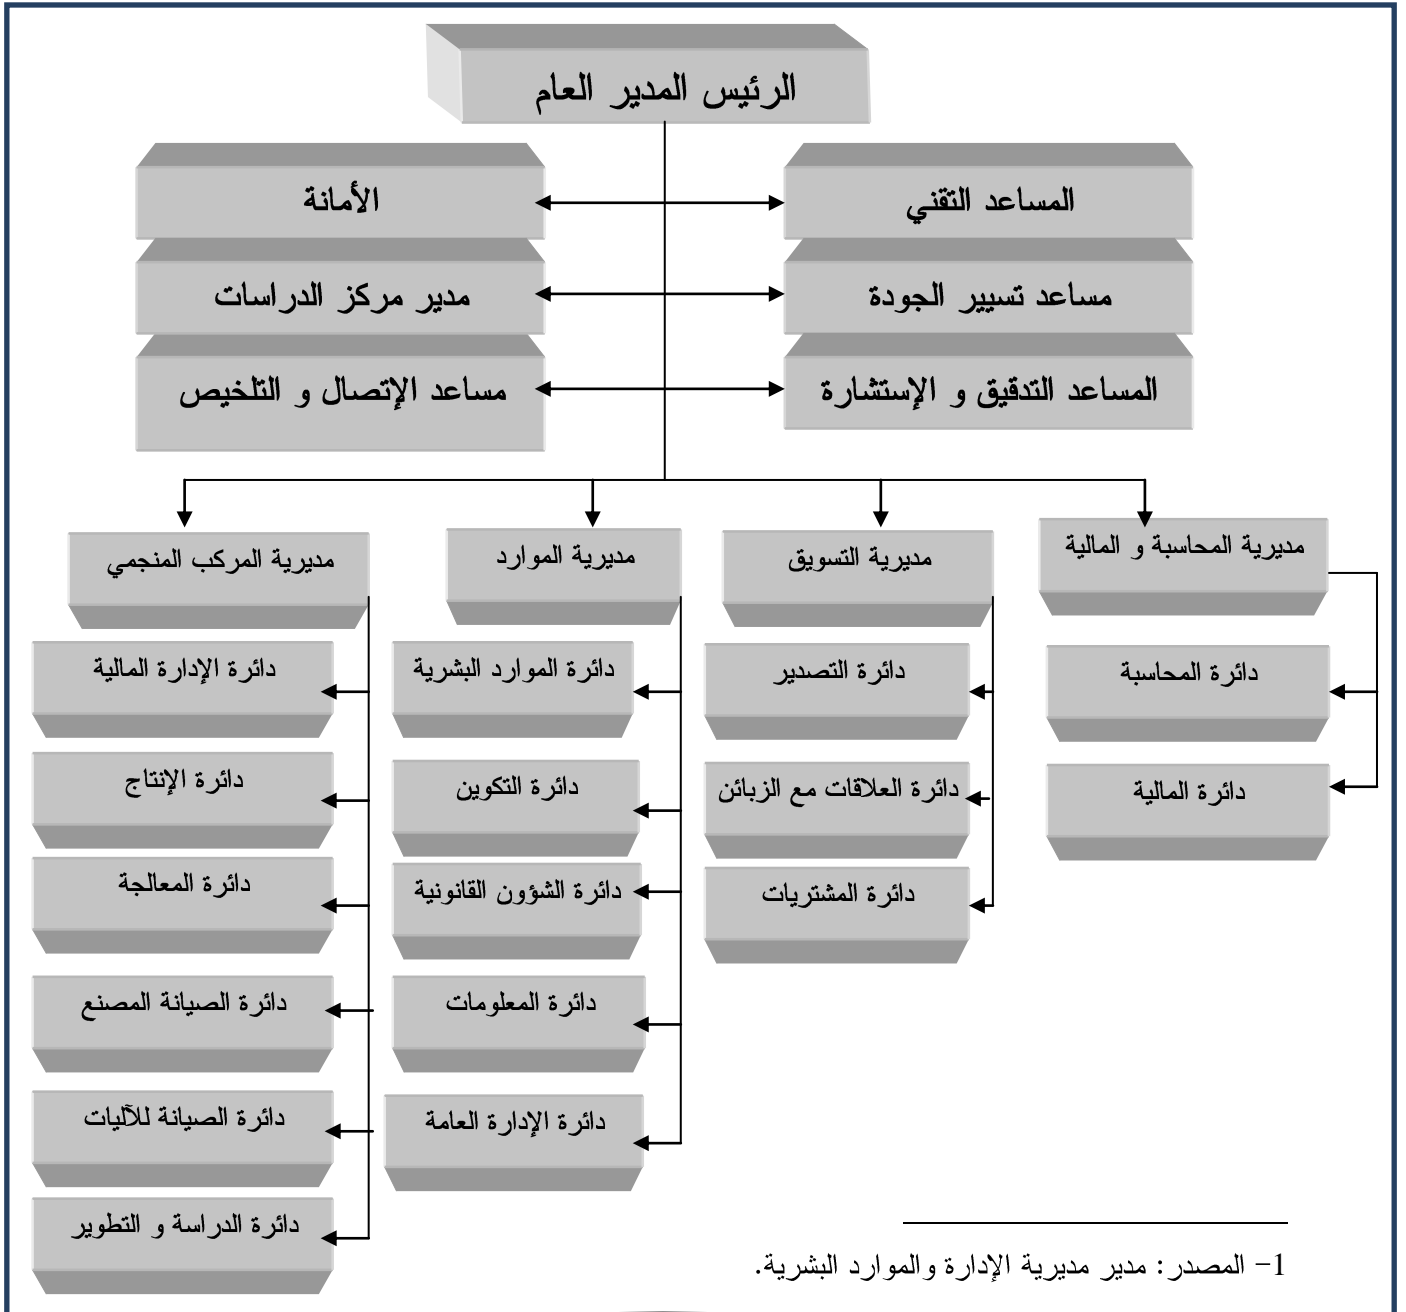 الرئيس المدير العام
المساعد التقني
الأمانة
مساعد تسيير الجودة
مدير مركز الدراسات
المساعد التدقيق و الإستشارة
مساعد الإتصال و التلخيص
مديرية المحاسبة و المالية
دائرة المحاسبة
دائرة المالية
مديرية التسويق
دائرة التصدير
دائرة العلاقات مع الزبائن
دائرة المشتريات
مديرية الموارد
دائرة الموارد البشرية
دائرة التكوين
دائرة الشؤون القانونية
دائرة المعلومات
دائرة الإدارة العامة
مديرية المركب المنجمي
دائرة الإدارة المالية
دائرة الإنتاج
دائرة المعالجة
دائرة الصيانة المصنع
دائرة الصيانة للآليات
دائرة الدراسة و التطوير
1- المصدر: مدير مديرية الإدارة والموارد البشرية.